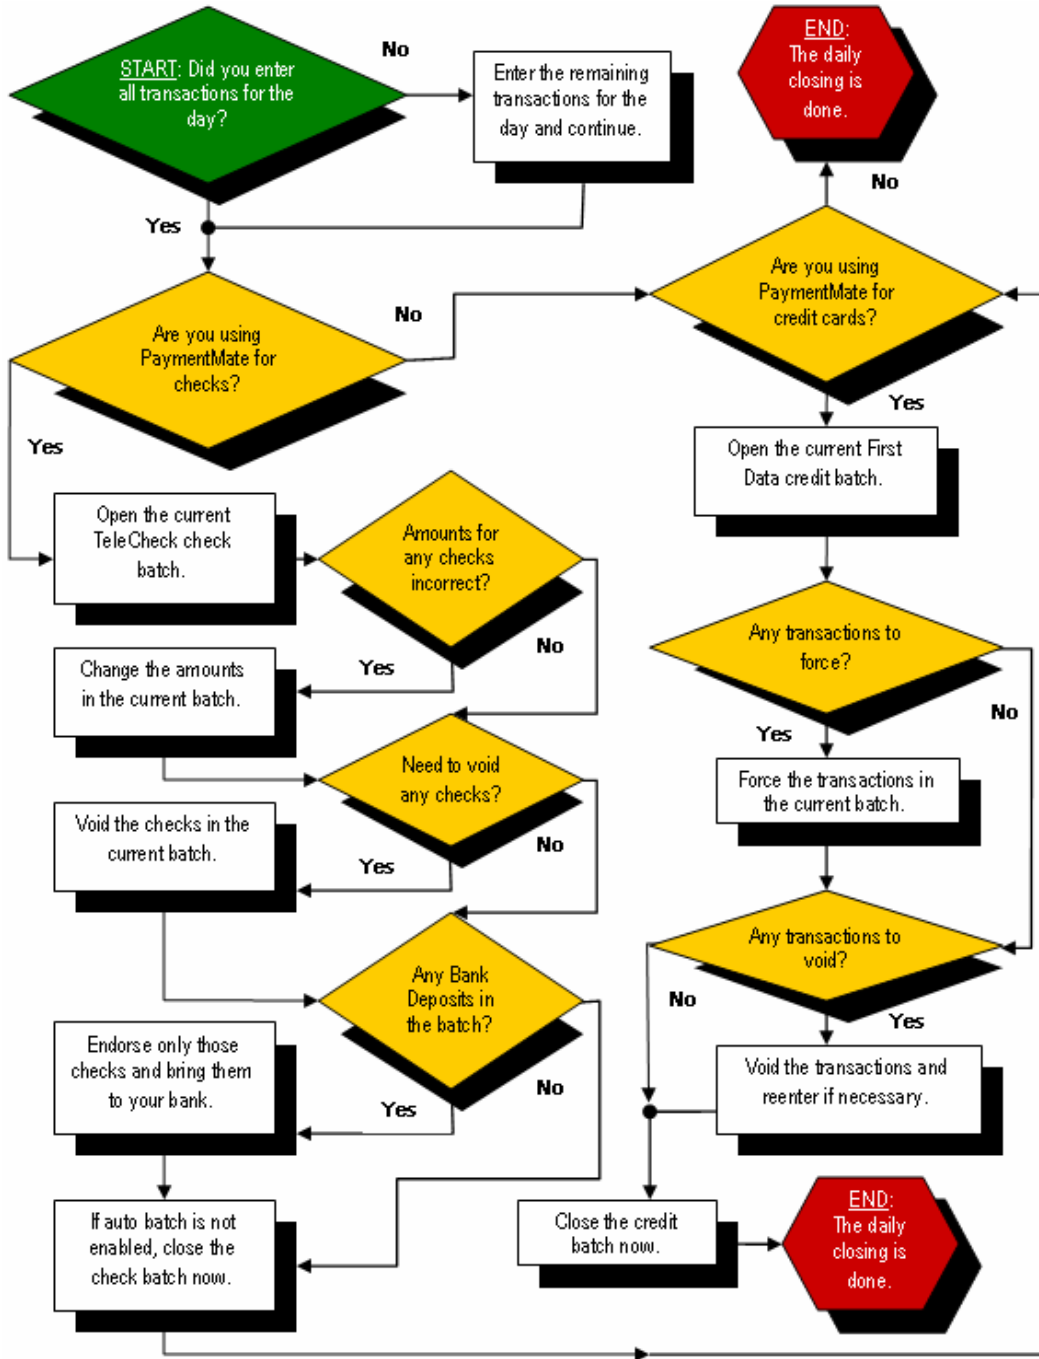 START: Did you enter
all transactions for the
day?
No
Enter the remaining
transactions for the
day and continue.
Yes
END:
The daily
closing is
done.
No
Are you using
PaymentMate for
checks?
No
Yes
Are you using
PaymentMate for
credit cards?
Yes
Open the current
TeleCheck check
batch.
Amounts for
any checks
incorrect?
No
Yes
Change the amounts
in the current batch.
Need to void
any checks?
No
Yes
Void the checks in the
current batch.
Any Bank
Deposits in
the batch?
No
Yes
Endorse only those
checks and bring them
to your bank.
If auto batch is not
enabled, close the
check batch now.
Open the current First
Data credit batch.
Any transactions to
force?
No
Yes
Force the transactions in
the current batch.
Any transactions to
void?
No
Yes
Void the transactions and
reenter if necessary.
Close the credit
batch now.
END:
The daily
closing is
done.